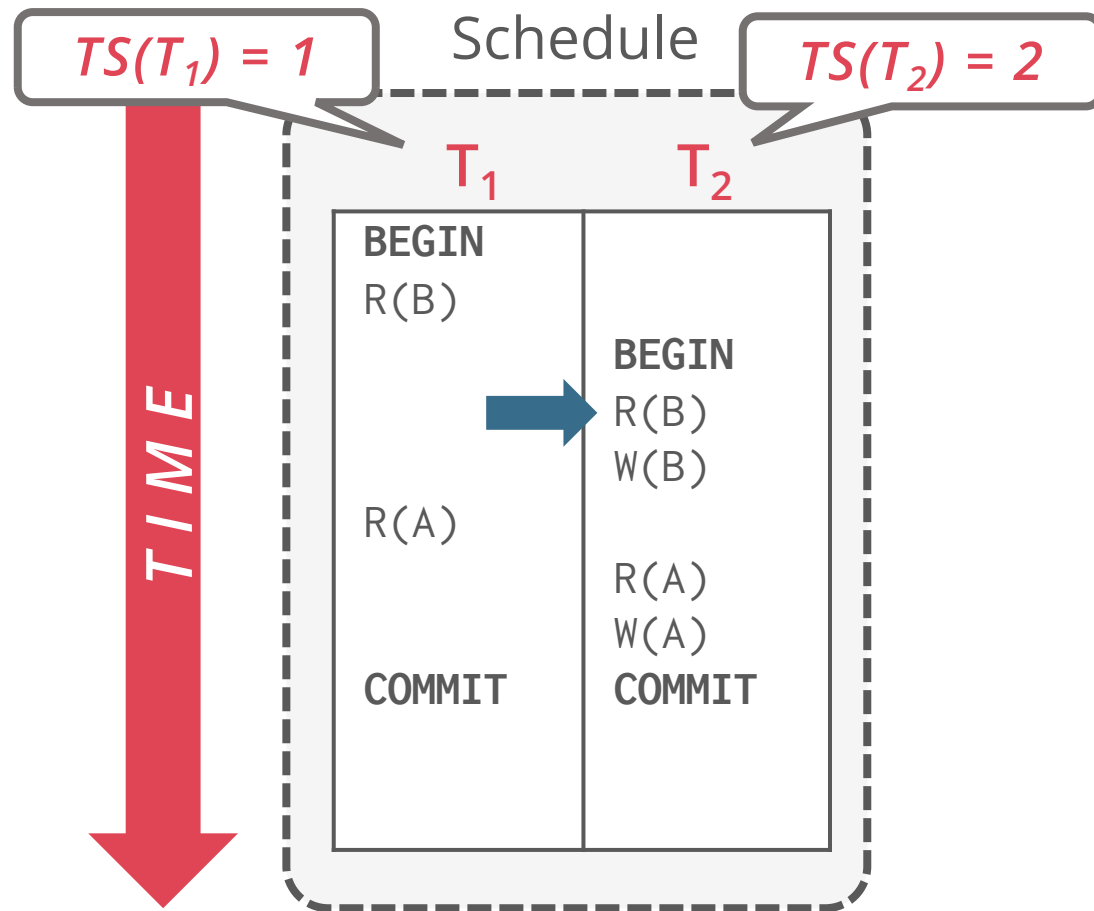 Schedule
TS(T₁) = 1
TS(T₂) = 2
T₁ T₂
BEGIN
R(B)
BEGIN
R(B)
W(B)
R(A)
R(A)
W(A)
COMMIT COMMIT
TIME